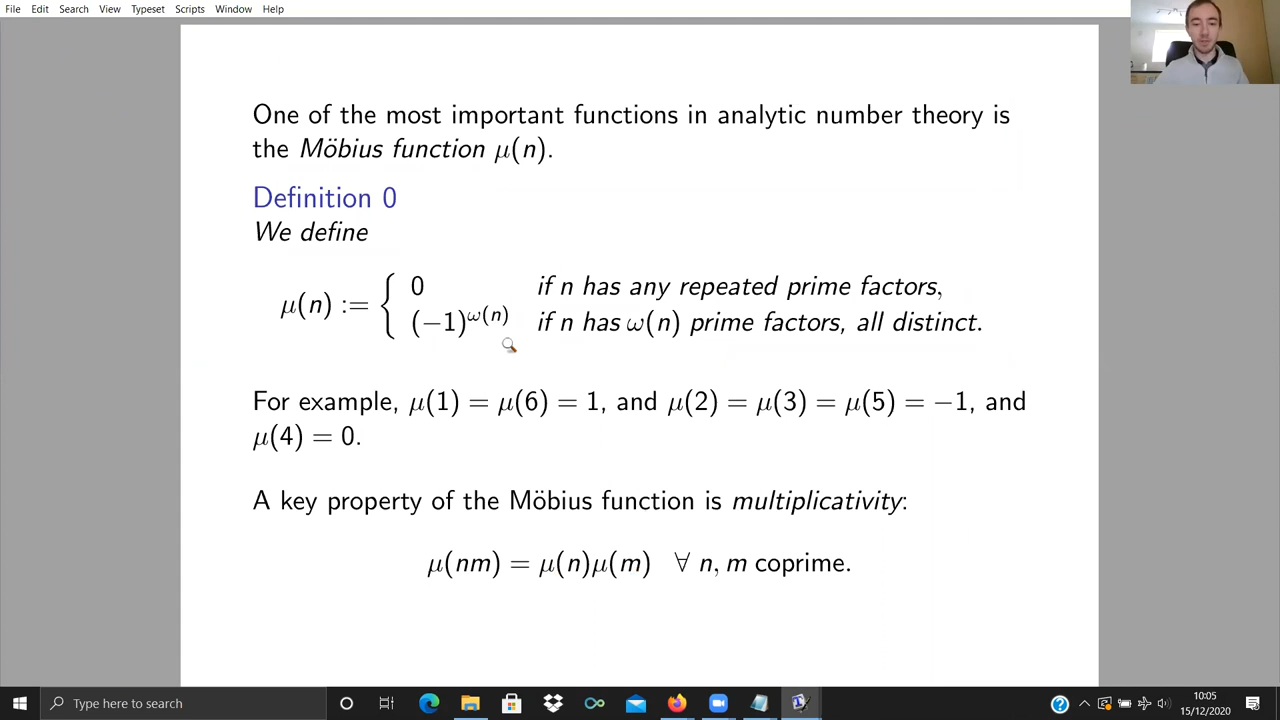 File Edit Search View Typeset Scripts Window Help
One of the most important functions in analytic number theory is
the Möbius function μ(n).
Definition 0
We define
μ(n) := { 0 if n has any repeated prime factors,
(−1)^ω(n) if n has ω(n) prime factors, all distinct.
For example, μ(1) = μ(6) = 1, and μ(2) = μ(3) = μ(5) = −1, and
μ(4) = 0.
A key property of the Möbius function is multiplicativity:
μ(nm) = μ(n)μ(m) ∀ n, m coprime.
Type here to search
10:05
15/12/2020